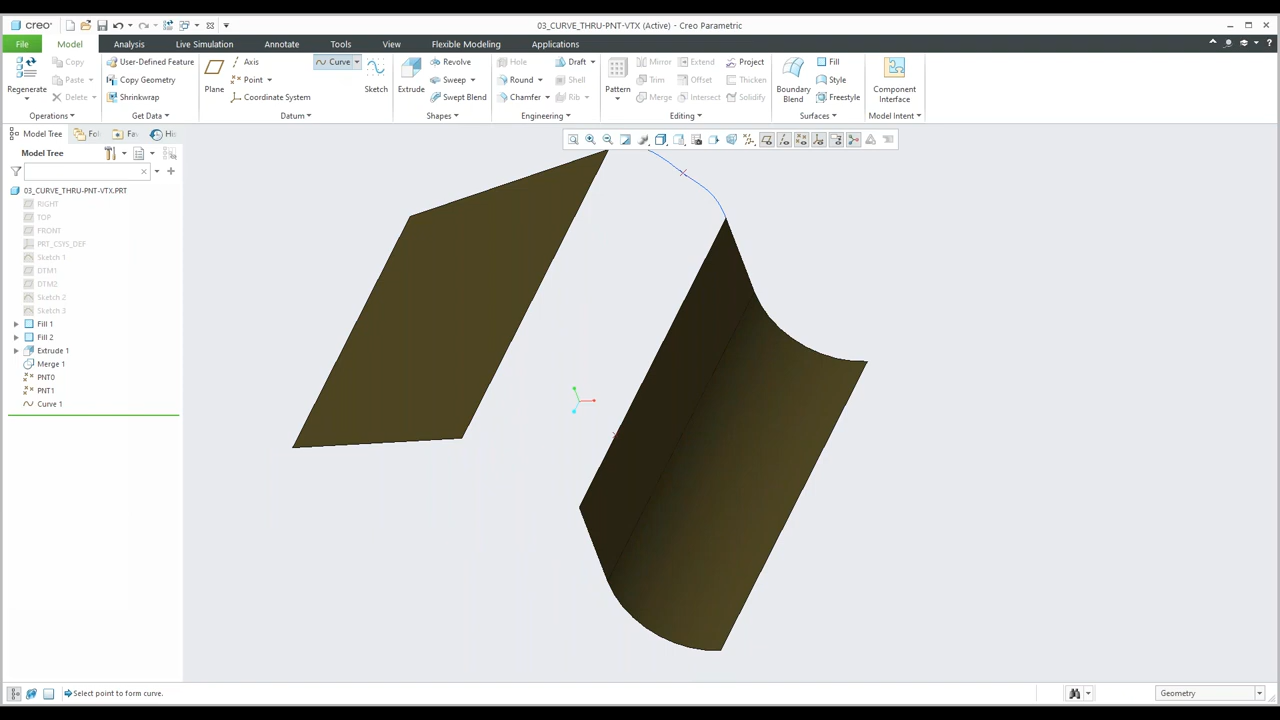 creo
03_CURVE_THRU-PNT-VTX (Active) - Creo Parametric
File Model Analysis Live Simulation Annotate Tools View Flexible Modeling Applications
Regenerate
Copy
Paste
Delete
Operations
User-Defined Feature
Copy Geometry
Shrinkwrap
Get Data
Plane
Axis
Point
Coordinate System
Curve
Sketch
Datum
Extrude
Revolve
Sweep
Swept Blend
Shapes
Hole
Round
Chamfer
Draft
Shell
Rib
Engineering
Pattern
Mirror
Trim
Merge
Extend
Offset
Intersect
Project
Thicken
Solidify
Editing
Boundary
Blend
Fill
Style
Freestyle
Surfaces
Component
Interface
Model Intent
Model Tree Fol Fa His
Model Tree
03_CURVE_THRU-PNT-VTX.PRT
RIGHT
TOP
FRONT
PRT_CSYS_DEF
Sketch 1
DTM1
DTM2
Sketch 2
Sketch 3
Fill 1
Fill 2
Extrude 1
Merge 1
PNT0
PNT1
Curve 1
Select point to form curve.
Geometry